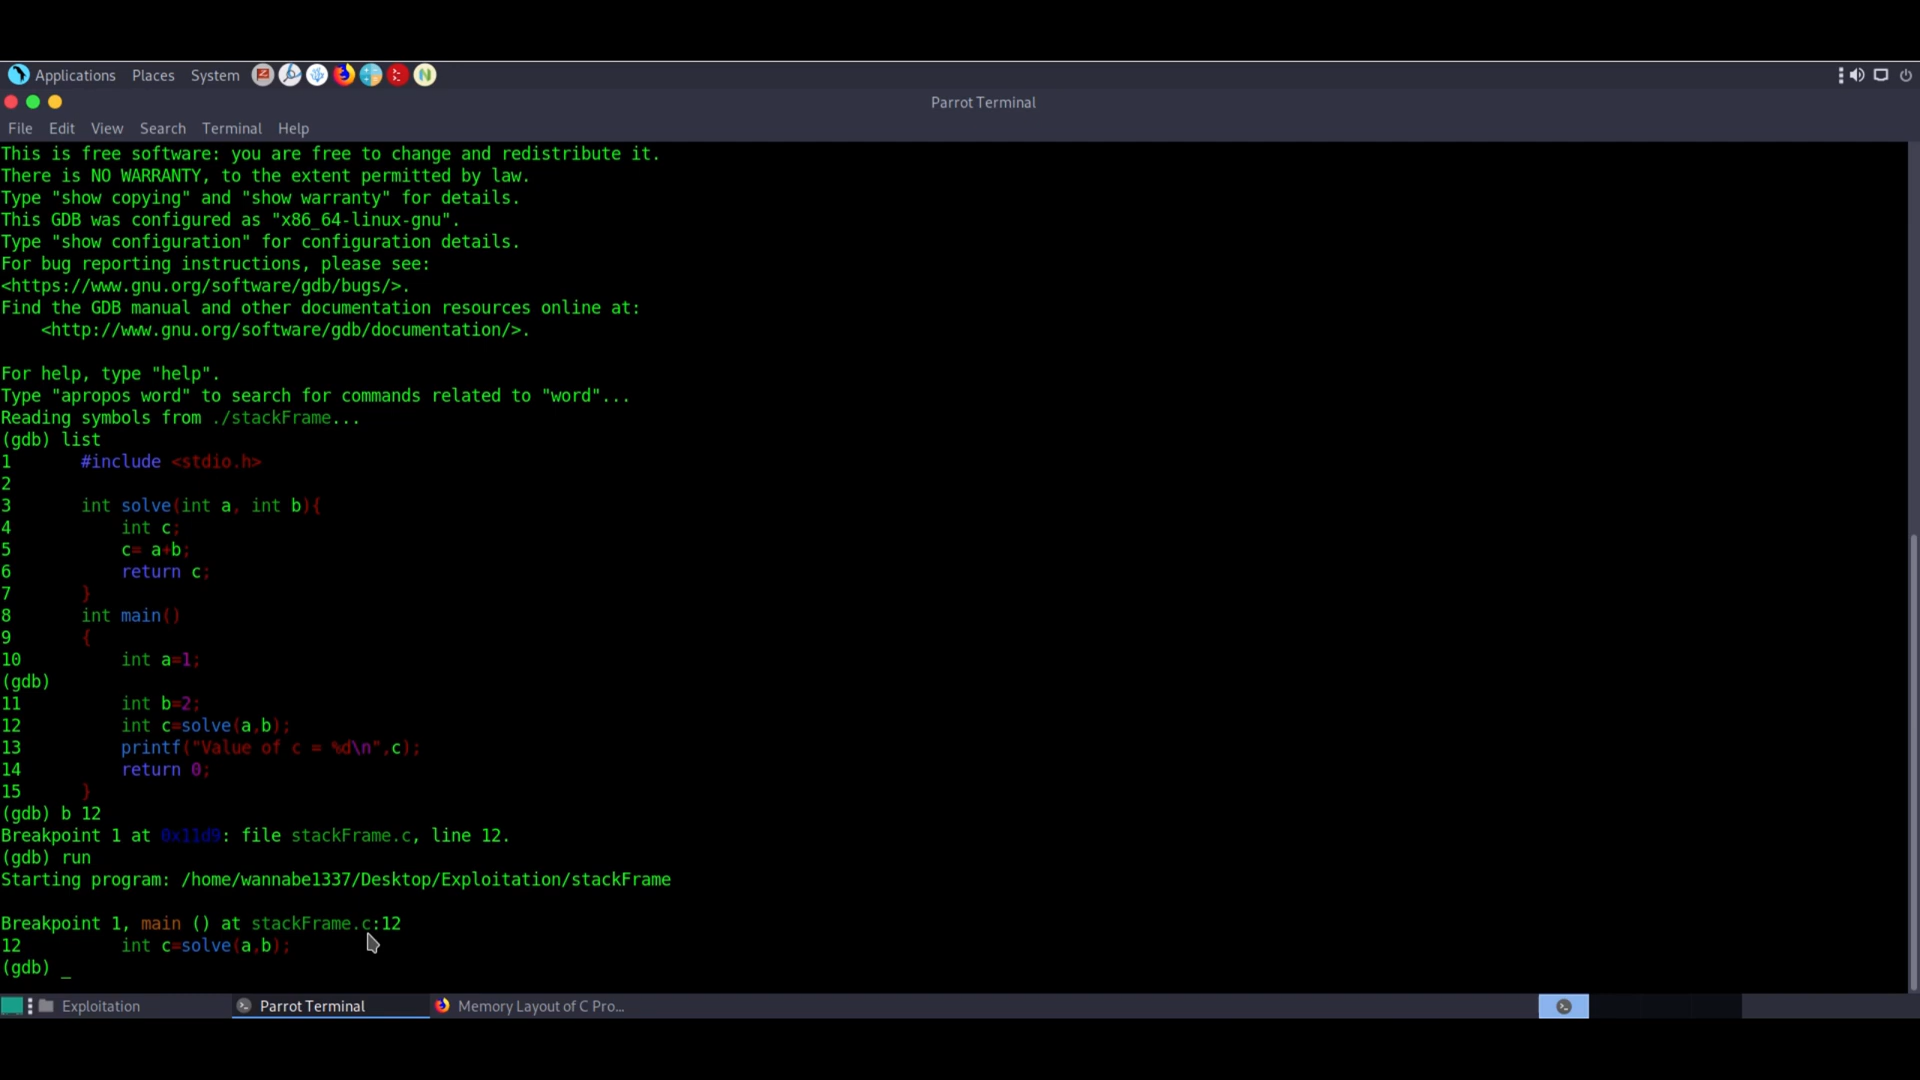 Applications Places System
Parrot Terminal
File Edit View Search Terminal Help
This is free software: you are free to change and redistribute it.
There is NO WARRANTY, to the extent permitted by law.
Type "show copying" and "show warranty" for details.
This GDB was configured as "x86_64-linux-gnu".
Type "show configuration" for configuration details.
For bug reporting instructions, please see:
<https://www.gnu.org/software/gdb/bugs/>.
Find the GDB manual and other documentation resources online at:
    <http://www.gnu.org/software/gdb/documentation/>.
For help, type "help".
Type "apropos word" to search for commands related to "word"...
Reading symbols from ./stackFrame...
(gdb) list
1       #include <stdio.h>
2
3       int solve(int a, int b){
4           int c;
5           c= a+b;
6           return c;
7       }
8       int main()
9       {
10          int a=1;
(gdb)
11          int b=2;
12          int c=solve(a,b);
13          printf("Value of c = %d\n",c);
14          return 0;
15      }
(gdb) b 12
Breakpoint 1 at 0x11d9: file stackFrame.c, line 12.
(gdb) run
Starting program: /home/wannabe1337/Desktop/Exploitation/stackFrame
Breakpoint 1, main () at stackFrame.c:12
12          int c=solve(a,b);
(gdb) _
Exploitation Parrot Terminal Memory Layout of C Pro...